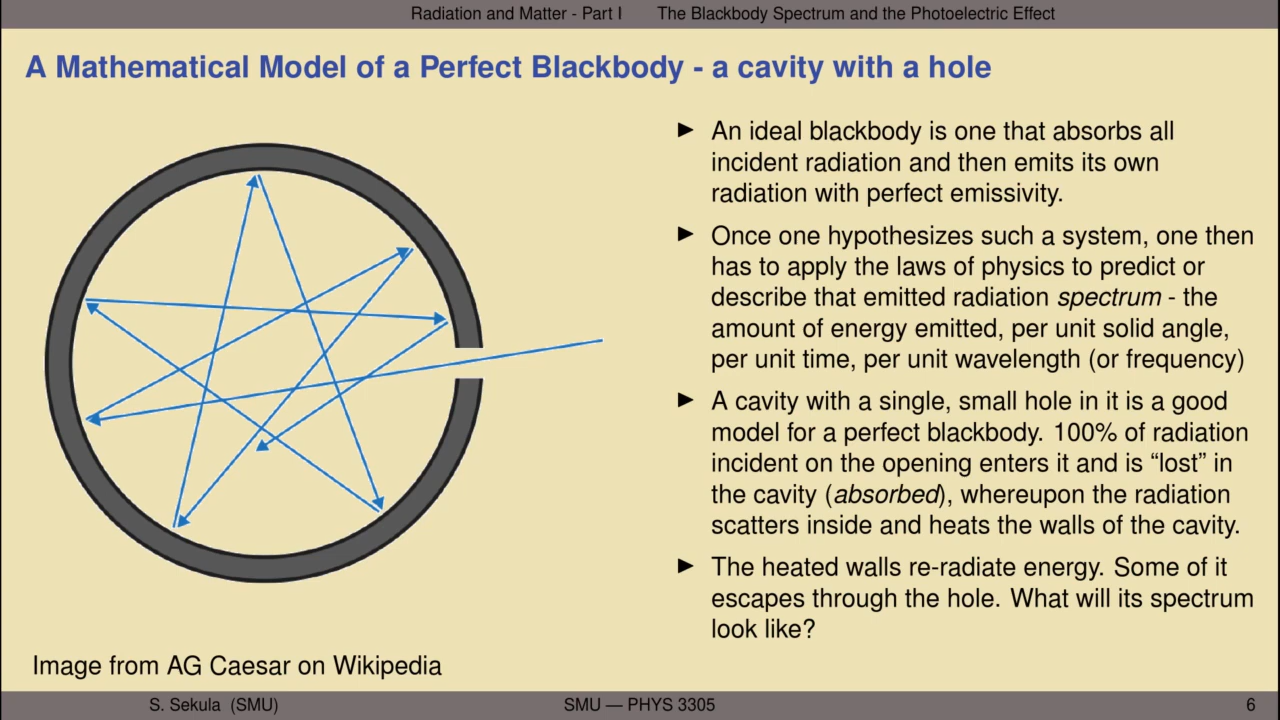 Radiation and Matter - Part I The Blackbody Spectrum and the Photoelectric Effect
A Mathematical Model of a Perfect Blackbody - a cavity with a hole
► An ideal blackbody is one that absorbs all
incident radiation and then emits its own
radiation with perfect emissivity.
► Once one hypothesizes such a system, one then
has to apply the laws of physics to predict or
describe that emitted radiation spectrum - the
amount of energy emitted, per unit solid angle,
per unit time, per unit wavelength (or frequency)
► A cavity with a single, small hole in it is a good
model for a perfect blackbody. 100% of radiation
incident on the opening enters it and is “lost” in
the cavity (absorbed), whereupon the radiation
scatters inside and heats the walls of the cavity.
► The heated walls re-radiate energy. Some of it
escapes through the hole. What will its spectrum
look like?
Image from AG Caesar on Wikipedia
S. Sekula (SMU) SMU — PHYS 3305 6